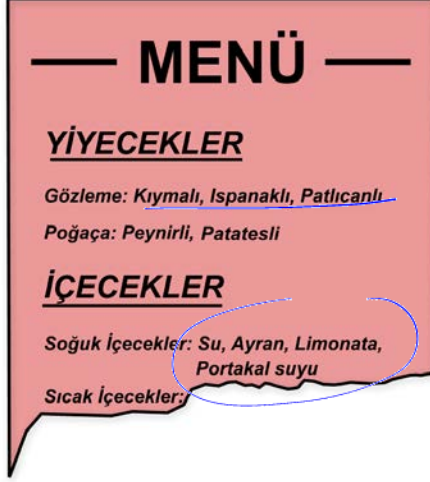 MENÜ
YİYECEKLER
Gözleme: Kıymalı, Ispanaklı, Patlıcanlı
Poğaça: Peynirli, Patatesli
İÇECEKLER
Soğuk İçecekler: Su, Ayran, Limonata,
Portakal suyu
Sıcak İçecekler: